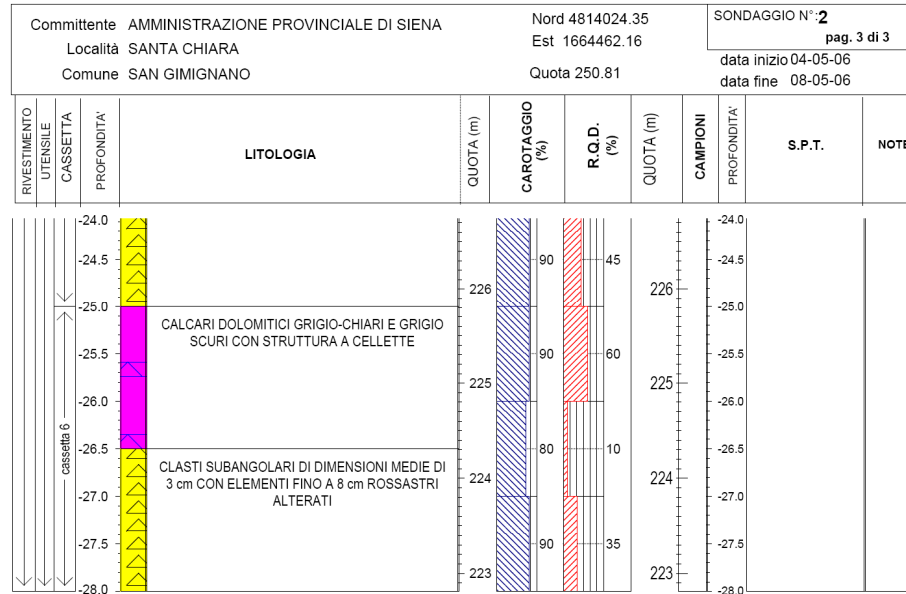 Committente AMMINISTRAZIONE PROVINCIALE DI SIENA
Località SANTA CHIARA
Comune SAN GIMIGNANO
Nord 4814024.35
Est 1664462.16
Quota 250.81
SONDAGGIO N°:2
pag. 3 di 3
data inizio 04-05-06
data fine 08-05-06
RIVESTIMENTO
UTENSILE
CASSETTA
PROFONDITA'
LITOLOGIA
QUOTA (m)
CAROTAGGIO
(%)
R.Q.D.
(%)
QUOTA (m)
CAMPIONI
PROFONDITA'
S.P.T.
NOTE
-24.0 -24.0
-24.5 90 45 -24.5
226 226
-25.0 -25.0
CALCARI DOLOMITICI GRIGIO-CHIARI E GRIGIO
SCURI CON STRUTTURA A CELLETTE
-25.5 90 60 -25.5
225 225
-26.0 -26.0
cassetta 6
-26.5 80 10 -26.5
CLASTI SUBANGOLARI DI DIMENSIONI MEDIE DI
3 cm CON ELEMENTI FINO A 8 cm ROSSASTRI
ALTERATI
224 224
-27.0 -27.0
-27.5 90 35 -27.5
223 223
-28.0 -28.0